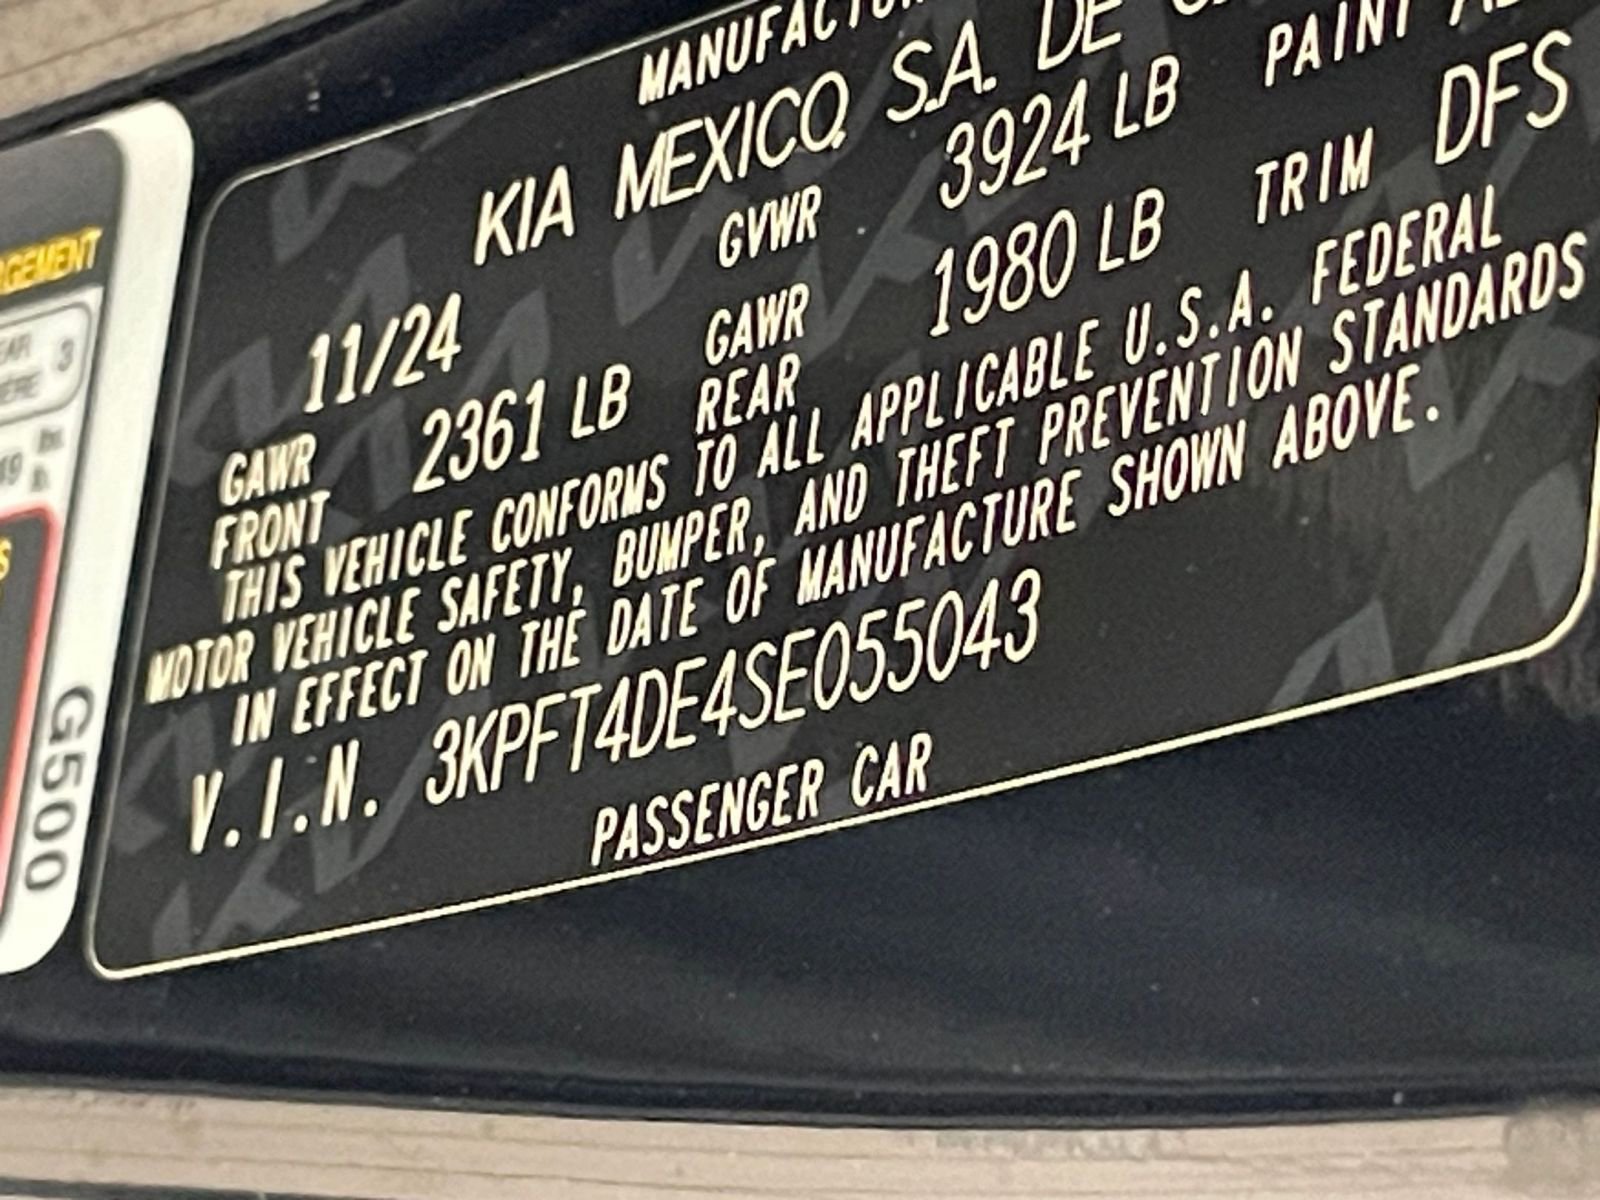 MANUFACTU
KIA MEXICO, S.A. DE
11/24 GVWR 3924 LB PAINT
GAWR FRONT 2361 LB GAWR REAR 1980 LB TRIM DFS
THIS VEHICLE CONFORMS TO ALL APPLICABLE U.S.A. FEDERAL
MOTOR VEHICLE SAFETY, BUMPER, AND THEFT PREVENTION STANDARDS
IN EFFECT ON THE DATE OF MANUFACTURE SHOWN ABOVE.
V.I.N. 3KPFT4DE4SE055043
PASSENGER CAR
GEMENT
3
G500